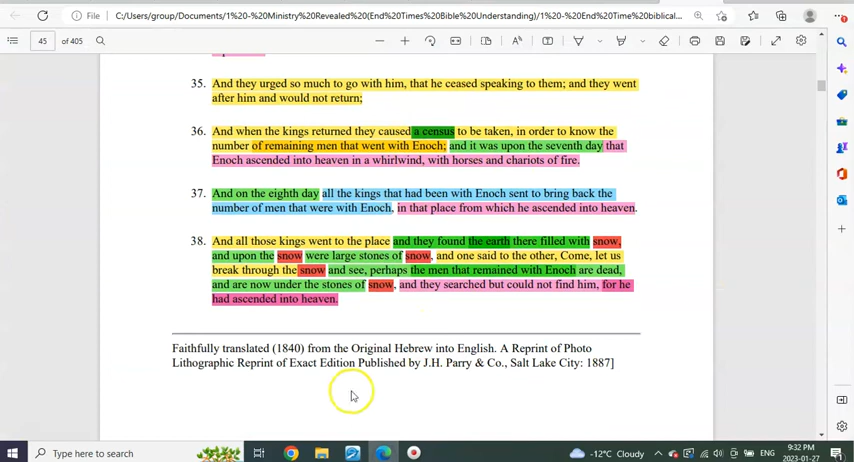 File | C:/Users/group/Documents/1%20-%20Ministry%20Revealed%20(End%20Times%20Bible%20Understanding)/1%20-%20End%20Time%20biblical...
45 of 405
35. And they urged so much to go with him, that he ceased speaking to them; and they went
after him and would not return;
36. And when the kings returned they caused a census to be taken, in order to know the
number of remaining men that went with Enoch; and it was upon the seventh day that
Enoch ascended into heaven in a whirlwind, with horses and chariots of fire.
37. And on the eighth day all the kings that had been with Enoch sent to bring back the
number of men that were with Enoch, in that place from which he ascended into heaven.
38. And all those kings went to the place and they found the earth there filled with snow,
and upon the snow were large stones of snow, and one said to the other, Come, let us
break through the snow and see, perhaps the men that remained with Enoch are dead,
and are now under the stones of snow, and they searched but could not find him, for he
had ascended into heaven.
Faithfully translated (1840) from the Original Hebrew into English. A Reprint of Photo
Lithographic Reprint of Exact Edition Published by J.H. Parry & Co., Salt Lake City: 1887]
Type here to search
-12°C Cloudy
ENG
9:32 PM
2023-01-27